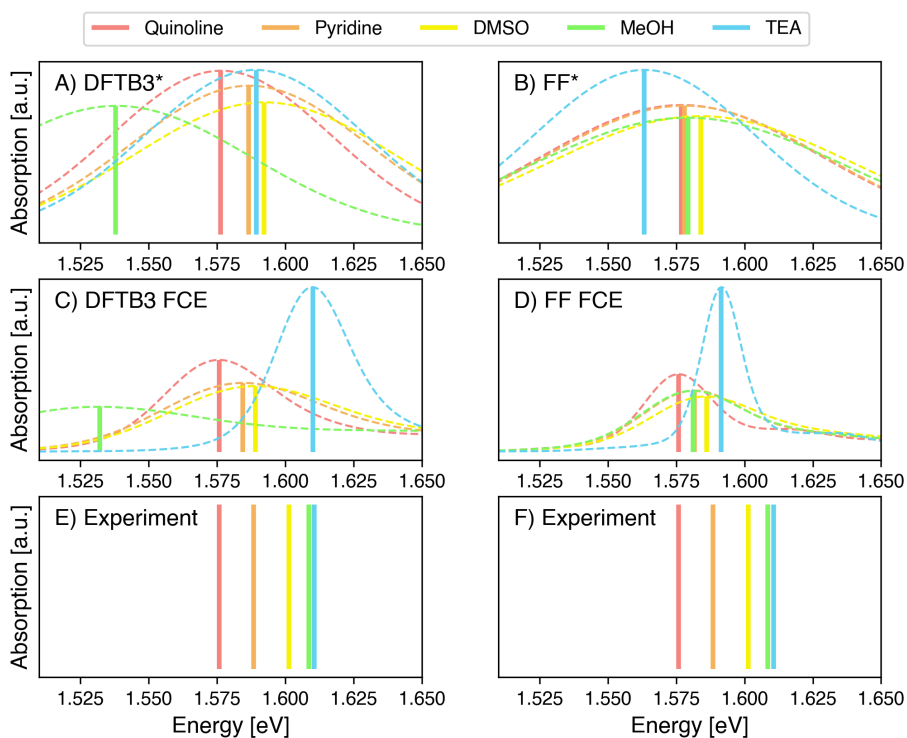 Quinoline Pyridine DMSO MeOH TEA
A) DFTB3*
B) FF*
Absorption [a.u.]
1.525 1.550 1.575 1.600 1.625 1.650
1.525 1.550 1.575 1.600 1.625 1.650
C) DFTB3 FCE
D) FF FCE
Absorption [a.u.]
1.525 1.550 1.575 1.600 1.625 1.650
1.525 1.550 1.575 1.600 1.625 1.650
E) Experiment
F) Experiment
Absorption [a.u.]
1.525 1.550 1.575 1.600 1.625 1.650
1.525 1.550 1.575 1.600 1.625 1.650
Energy [eV]
Energy [eV]